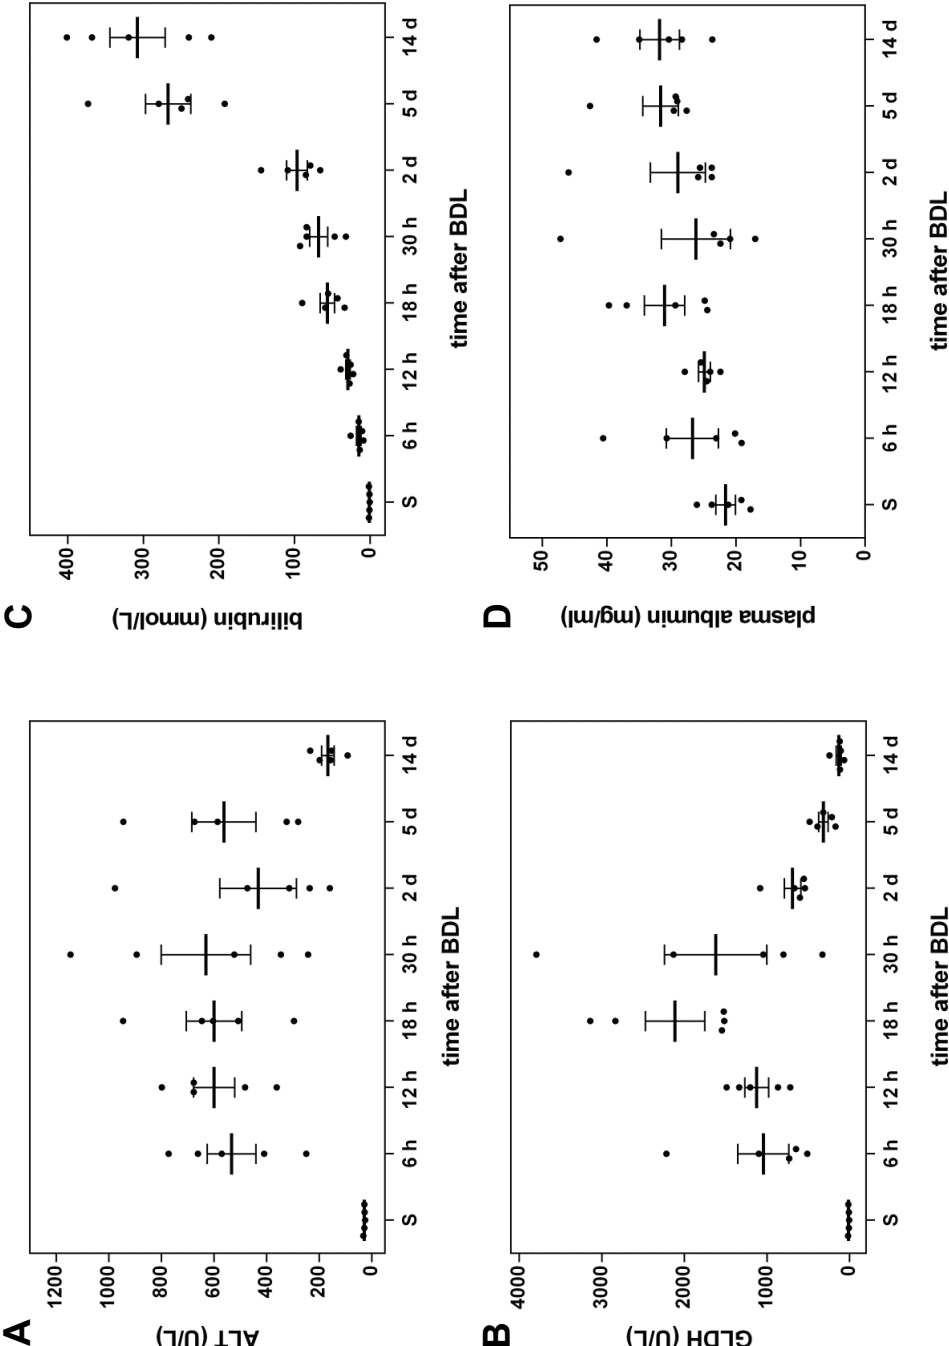 A
ALT (U/L)
1200
1000
800
600
400
200
0
S
6 h
12 h
18 h
30 h
2 d
5 d
14 d
time after BDL
B
GLDH (U/L)
4000
3000
2000
1000
0
S
6 h
12 h
18 h
30 h
2 d
5 d
14 d
time after BDL
C
bilirubin (mmol/L)
400
300
200
100
0
S
6 h
12 h
18 h
30 h
2 d
5 d
14 d
time after BDL
D
plasma albumin (mg/ml)
50
40
30
20
10
0
S
6 h
12 h
18 h
30 h
2 d
5 d
14 d
time after BDL